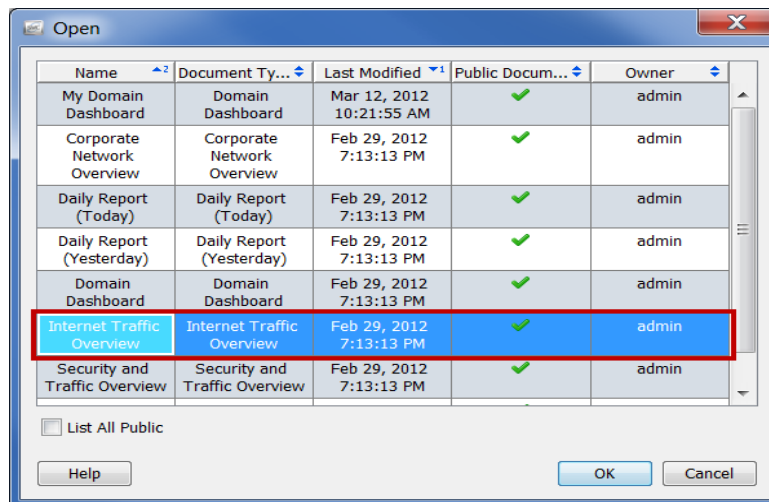 Open
Name 2 Document Ty... Last Modified 1 Public Docum... Owner
My Domain Domain Mar 12, 2012 admin
Dashboard Dashboard 10:21:55 AM
Corporate Corporate Feb 29, 2012 admin
Network Network 7:13:13 PM
Overview Overview
Daily Report Daily Report Feb 29, 2012 admin
(Today) (Today) 7:13:13 PM
Daily Report Daily Report Feb 29, 2012 admin
(Yesterday) (Yesterday) 7:13:13 PM
Domain Domain Feb 29, 2012 admin
Dashboard Dashboard 7:13:13 PM
Internet Traffic Internet Traffic Feb 29, 2012 admin
Overview Overview 7:13:13 PM
Security and Security and Feb 29, 2012 admin
Traffic Overview Traffic Overview 7:13:13 PM
List All Public
Help OK Cancel